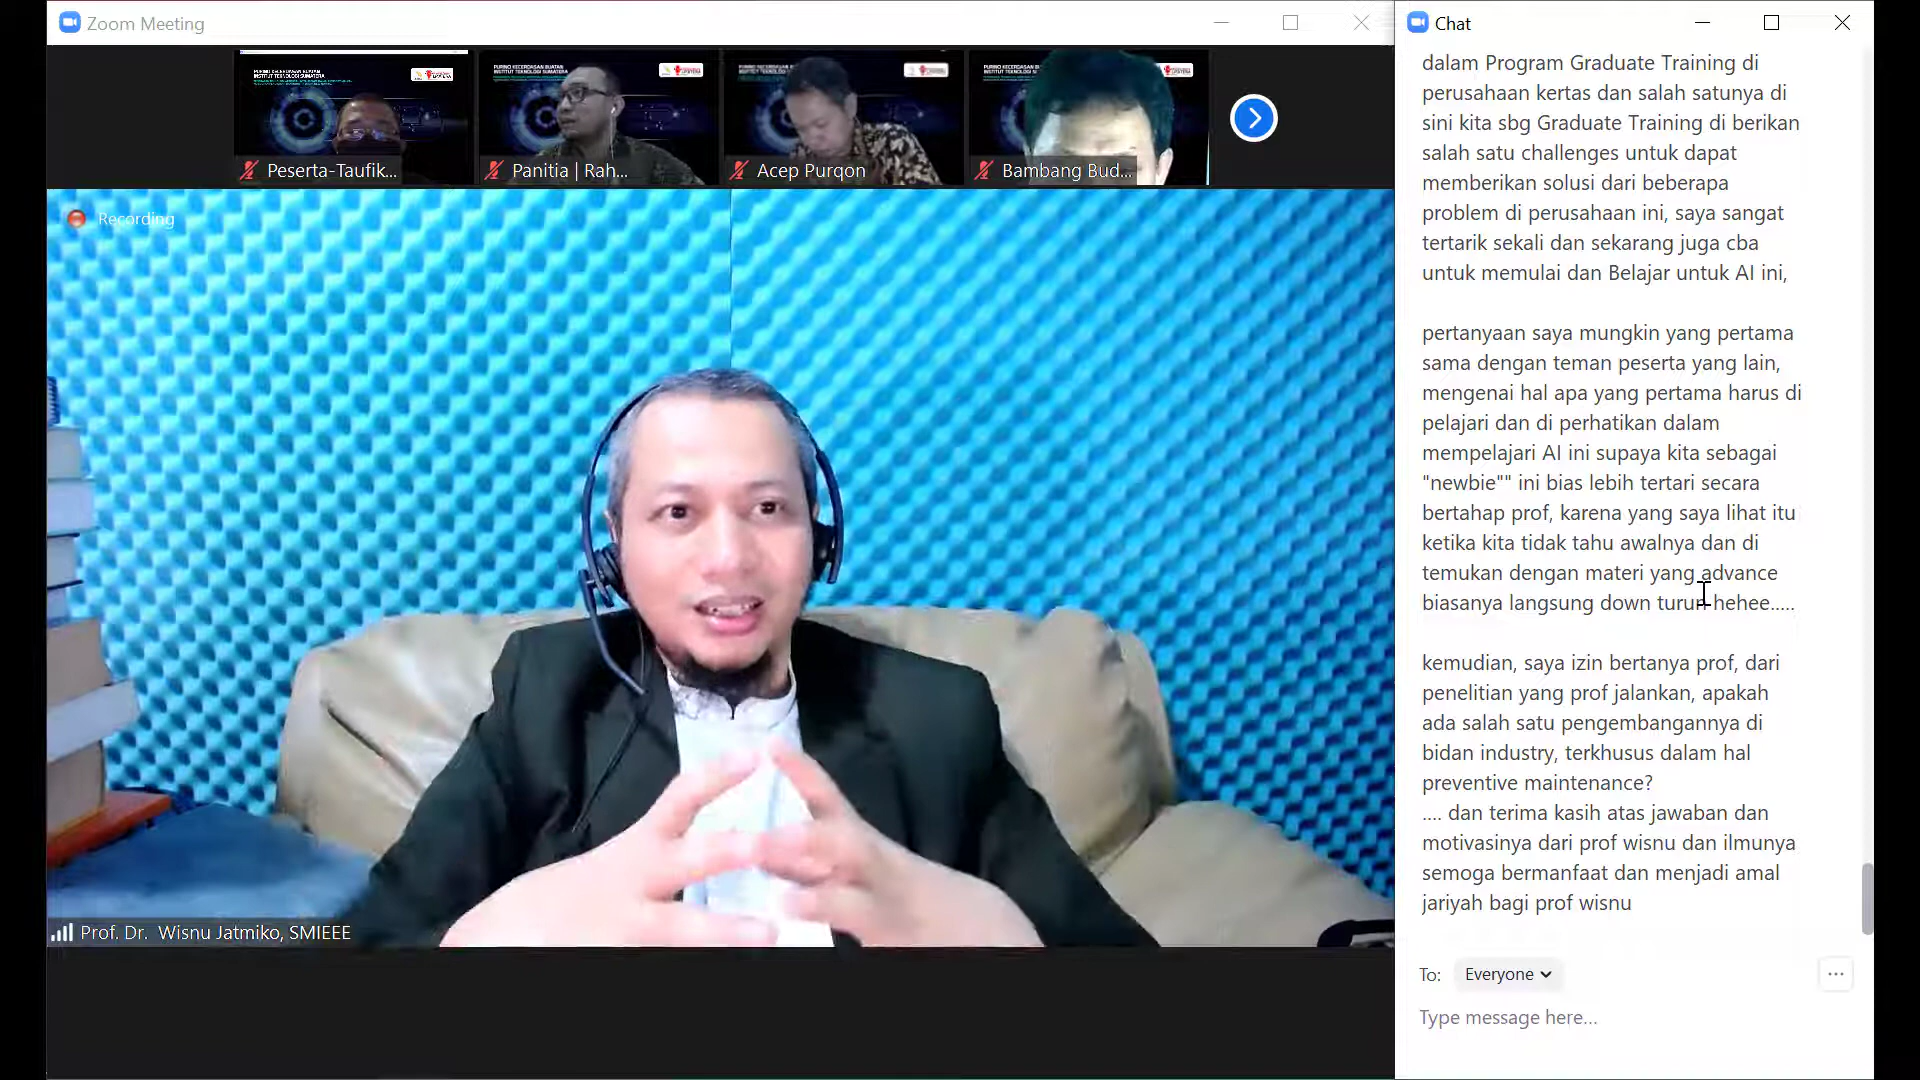 Zoom Meeting
PURINO KECERDASAN BUATAN
INSTITUT TEKNOLOGI SUMATERA
Peserta-Taufik...
Panitia | Rah...
Acep Purqon
Bambang Bud...
Recording
Prof. Dr. Wisnu Jatmiko, SMIEEE
Chat
dalam Program Graduate Training di
perusahaan kertas dan salah satunya di
sini kita sbg Graduate Training di berikan
salah satu challenges untuk dapat
memberikan solusi dari beberapa
problem di perusahaan ini, saya sangat
tertarik sekali dan sekarang juga cba
untuk memulai dan Belajar untuk AI ini,
pertanyaan saya mungkin yang pertama
sama dengan teman peserta yang lain,
mengenai hal apa yang pertama harus di
pelajari dan di perhatikan dalam
mempelajari AI ini supaya kita sebagai
"newbie"" ini bias lebih tertari secara
bertahap prof, karena yang saya lihat itu
ketika kita tidak tahu awalnya dan di
temukan dengan materi yang advance
biasanya langsung down turun hehee.....
kemudian, saya izin bertanya prof, dari
penelitian yang prof jalankan, apakah
ada salah satu pengembangannya di
bidan industry, terkhusus dalam hal
preventive maintenance?
.... dan terima kasih atas jawaban dan
motivasinya dari prof wisnu dan ilmunya
semoga bermanfaat dan menjadi amal
jariyah bagi prof wisnu
To: Everyone
Type message here...